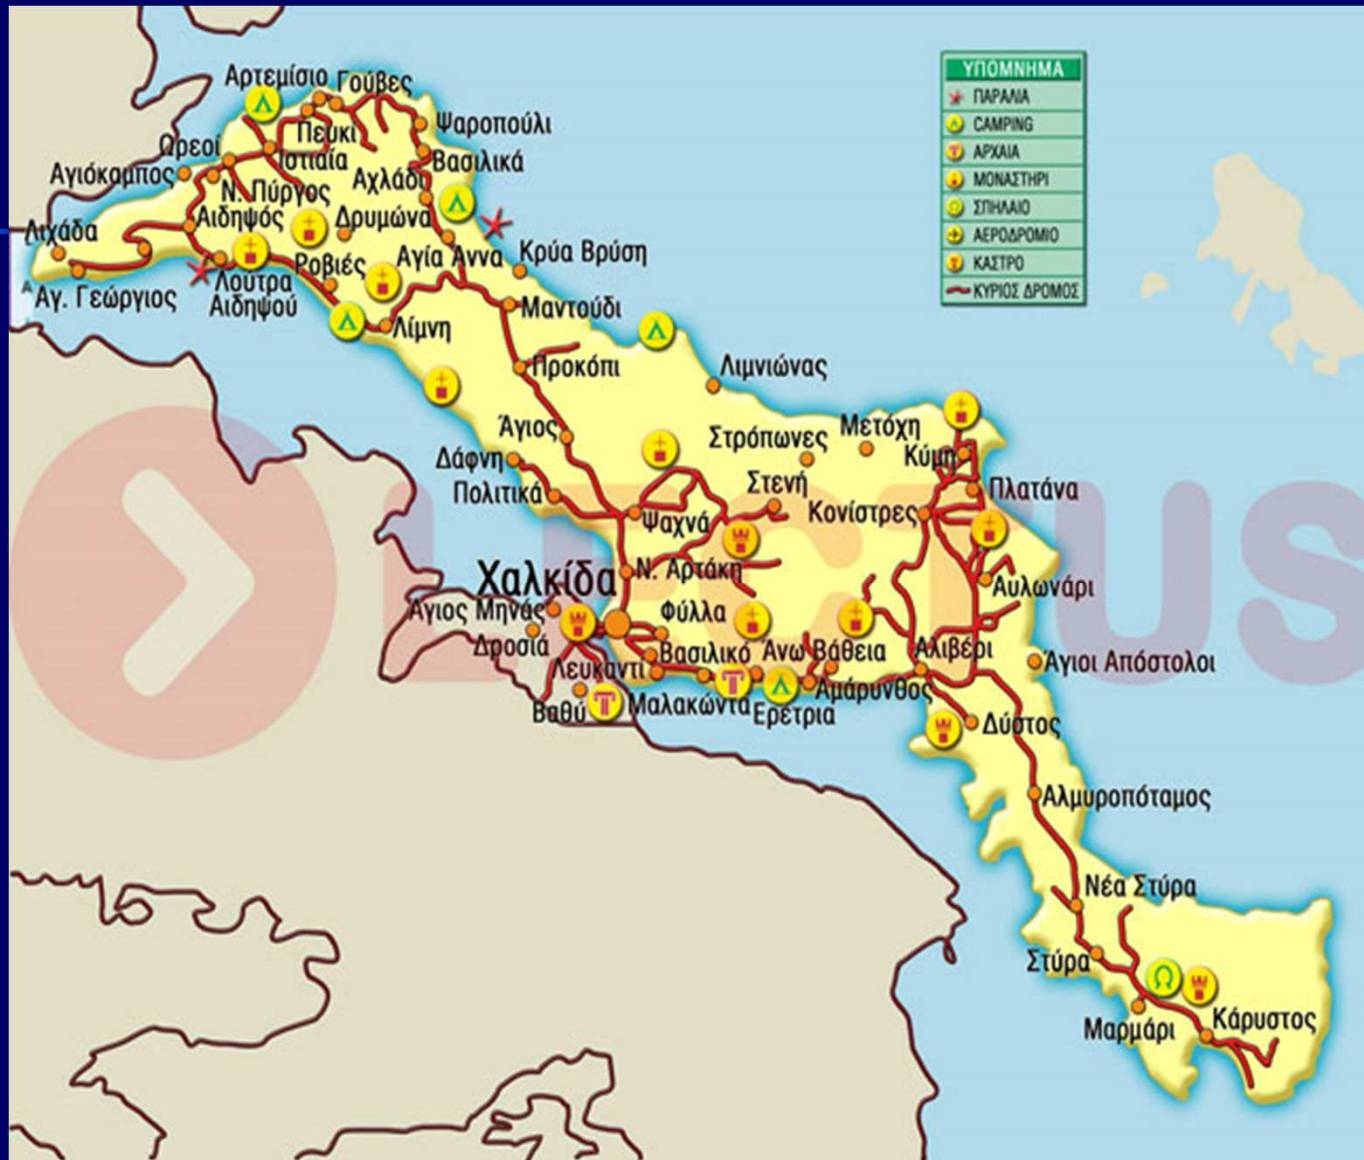 ΥΠΟΜΝΗΜΑ
ΠΑΡΑΛΙΑ
CAMPING
ΑΡΧΑΙΑ
ΜΟΝΑΣΤΗΡΙ
ΣΠΗΛΑΙΟ
ΑΕΡΟΔΡΟΜΙΟ
ΚΑΣΤΡΟ
ΚΥΡΙΟΣ ΔΡΟΜΟΣ
Αρτεμίσιο
Γούβες
Πευκί
Ψαροπούλι
Ωρεοί
Ιστιαία
Βασιλικά
Αγιόκαμπος
Ν. Πύργος
Αχλάδι
Αιδηψός
Δρυμώνα
Λιχάδα
Αγία Άννα
Κρύα Βρύση
Ροβιές
Λουτρα
Αιδηψού
Αγ. Γεώργιος
Μαντούδι
Λίμνη
Προκόπι
Λιμνιώνας
Άγιος
Στρόπωνες
Μετόχη
Δάφνη
Κύμη
Πολιτικά
Στενή
Πλατάνα
Ψαχνά
Κονίστρες
Χαλκίδα
Ν. Αρτάκη
Αυλωνάρι
Άγιος Μηνάς
Φύλλα
Δροσιά
Βασιλικό
Άνω Βάθεια
Αλιβέρι
Άγιοι Απόστολοι
Λευκαντί
Αμάρυνθος
Βαθύ
Μαλακώντα
Ερέτρια
Δύστος
Αλμυροπόταμος
Νέα Στύρα
Στύρα
Μαρμάρι
Κάρυστος